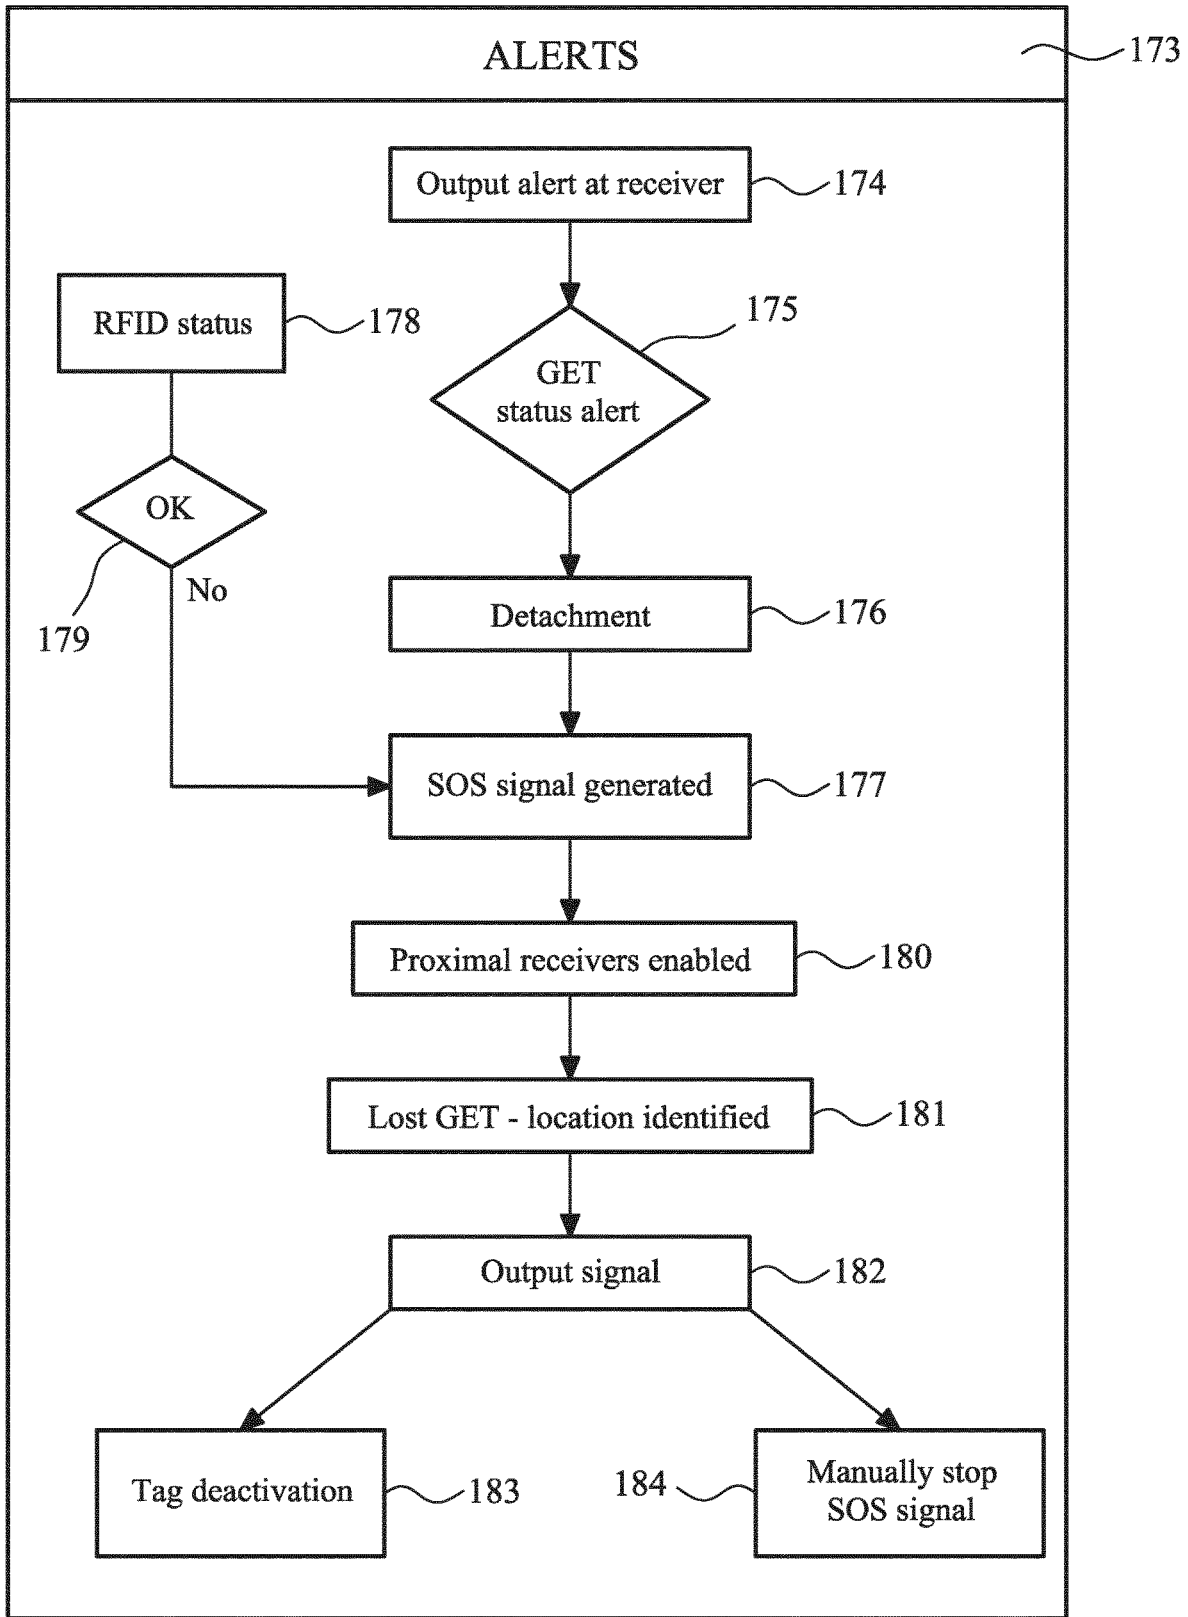 ALERTS
173
Output alert at receiver
174
RFID status
178
GET
status alert
175
OK
179
No
Detachment
176
SOS signal generated
177
Proximal receivers enabled
180
Lost GET - location identified
181
Output signal
182
Tag deactivation
183
184
Manually stop
SOS signal